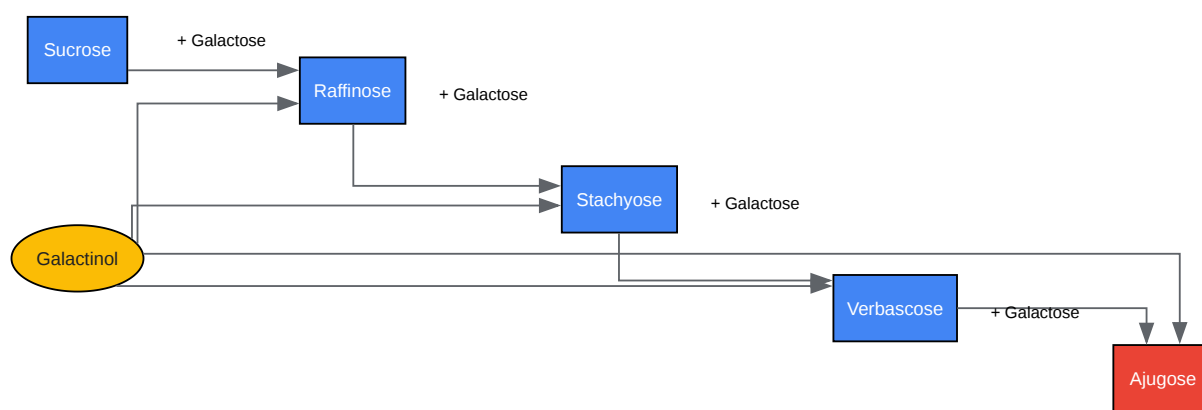 Sucrose
+ Galactose
Raffinose
+ Galactose
Stachyose
+ Galactose
Galactinol
Verbascose
+ Galactose
Ajugose